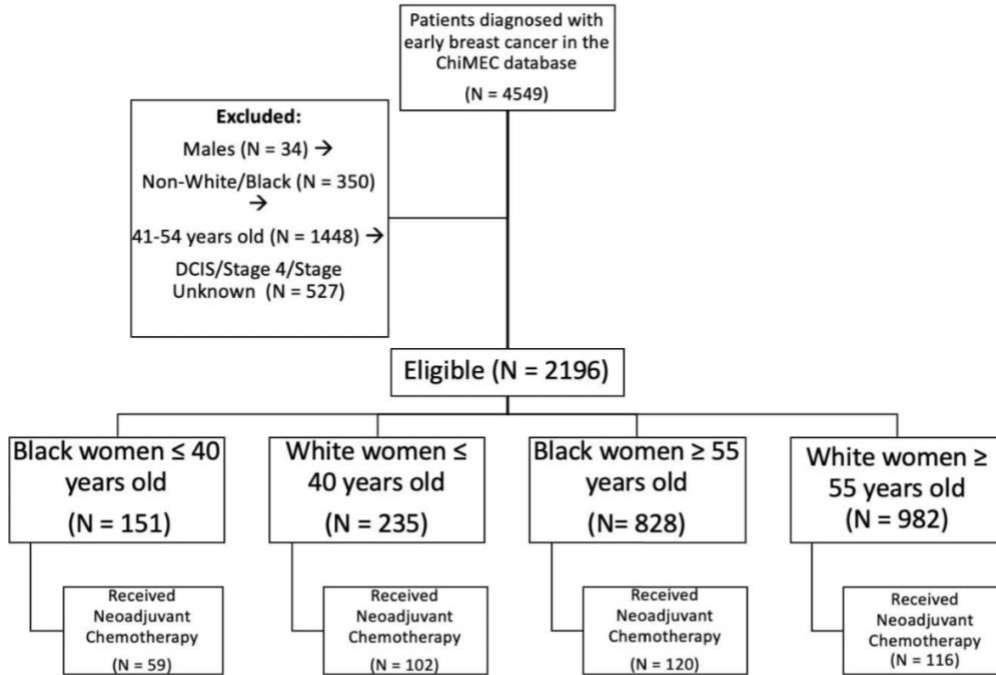 Patients diagnosed with
early breast cancer in the
ChiMEC database
(N = 4549)
Excluded:
Males (N = 34) →
Non-White/Black (N = 350)
→
41-54 years old (N = 1448) →
DCIS/Stage 4/Stage
Unknown (N = 527)
Eligible (N = 2196)
Black women ≤ 40
years old
(N = 151)
White women ≤
40 years old
(N = 235)
Black women ≥ 55
years old
(N= 828)
White women ≥
55 years old
(N = 982)
Received
Neoadjuvant
Chemotherapy
(N = 59)
Received
Neoadjuvant
Chemotherapy
(N = 102)
Received
Neoadjuvant
Chemotherapy
(N = 120)
Received
Neoadjuvant
Chemotherapy
(N = 116)